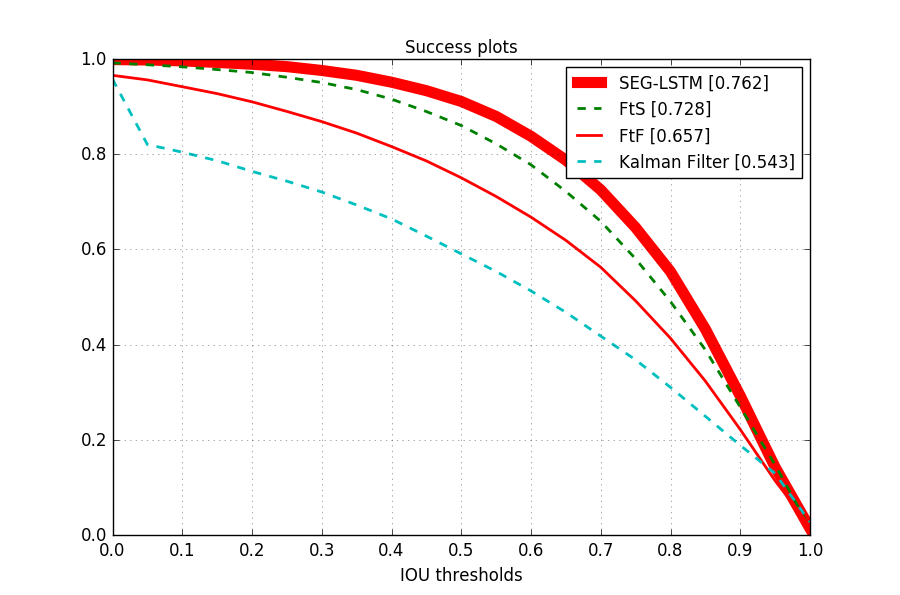 Success plots
1.0
0.8
0.6
0.4
0.2
0.0
SEG-LSTM [0.762]
FtS [0.728]
FtF [0.657]
Kalman Filter [0.543]
0.0 0.1 0.2 0.3 0.4 0.5 0.6 0.7 0.8 0.9 1.0
IOU thresholds